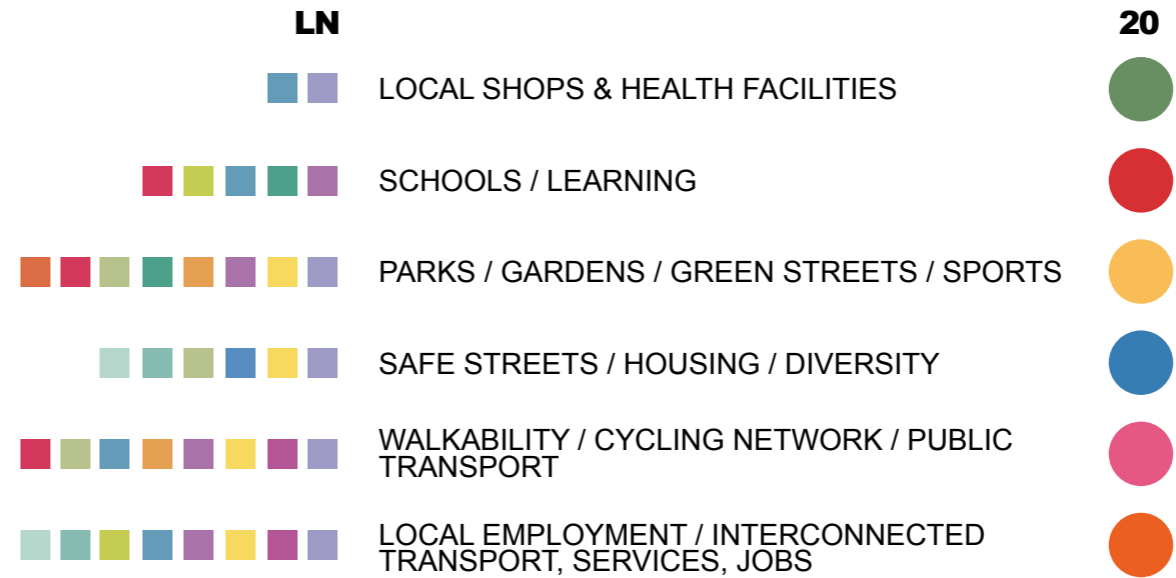 LN 20
LOCAL SHOPS & HEALTH FACILITIES
SCHOOLS / LEARNING
PARKS / GARDENS / GREEN STREETS / SPORTS
SAFE STREETS / HOUSING / DIVERSITY
WALKABILITY / CYCLING NETWORK / PUBLIC
TRANSPORT
LOCAL EMPLOYMENT / INTERCONNECTED
TRANSPORT, SERVICES, JOBS